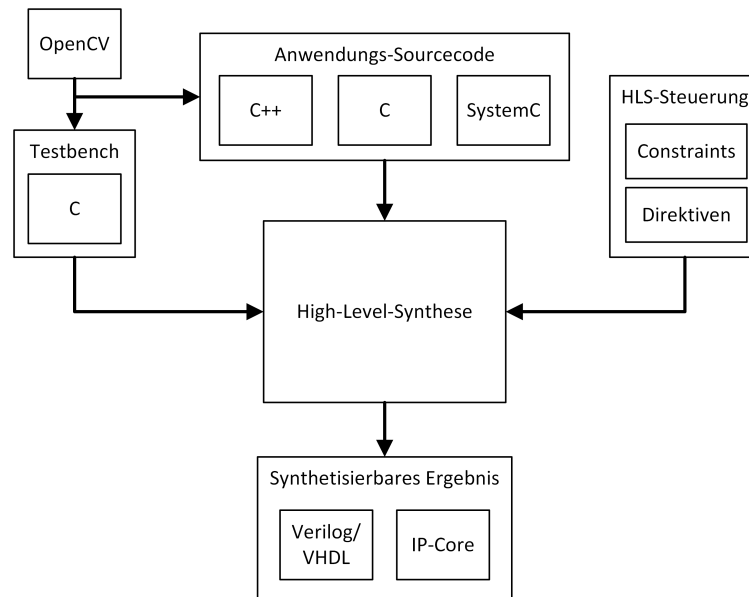 OpenCV
Anwendungs-Sourcecode
C++
C
SystemC
HLS-Steuerung
Constraints
Direktiven
Testbench
C
High-Level-Synthese
Synthetisierbares Ergebnis
Verilog/
VHDL
IP-Core